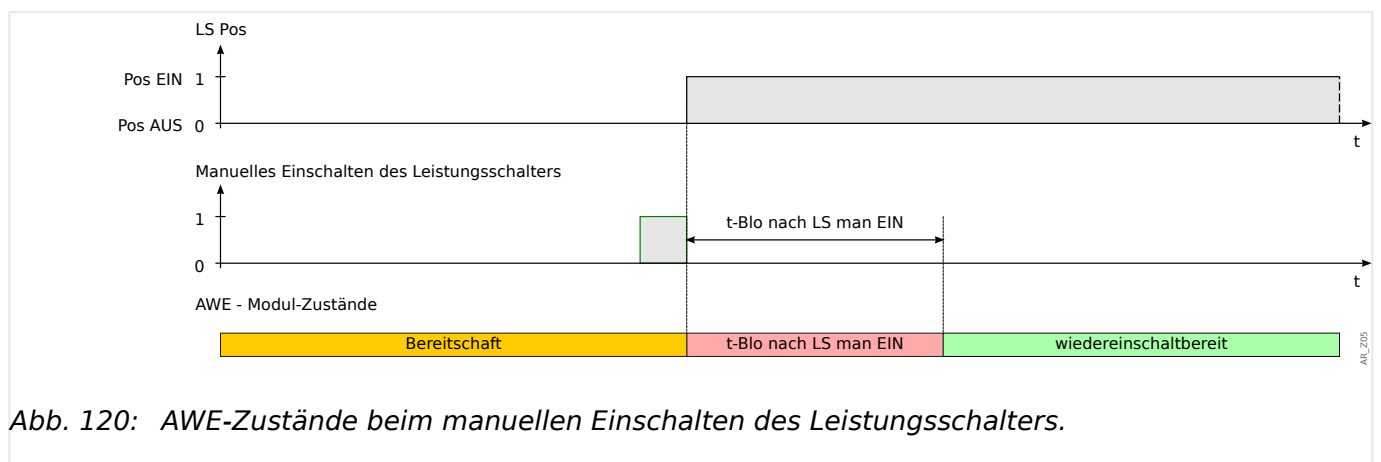 LS Pos
Pos EIN 1
Pos AUS 0
t
Manuelles Einschalten des Leistungsschalters
1
t-Blo nach LS man EIN
0
t
AWE - Modul-Zustände
Bereitschaft t-Blo nach LS man EIN wiedereinschaltbereit
AR_Z05
Abb. 120: AWE-Zustände beim manuellen Einschalten des Leistungsschalters.